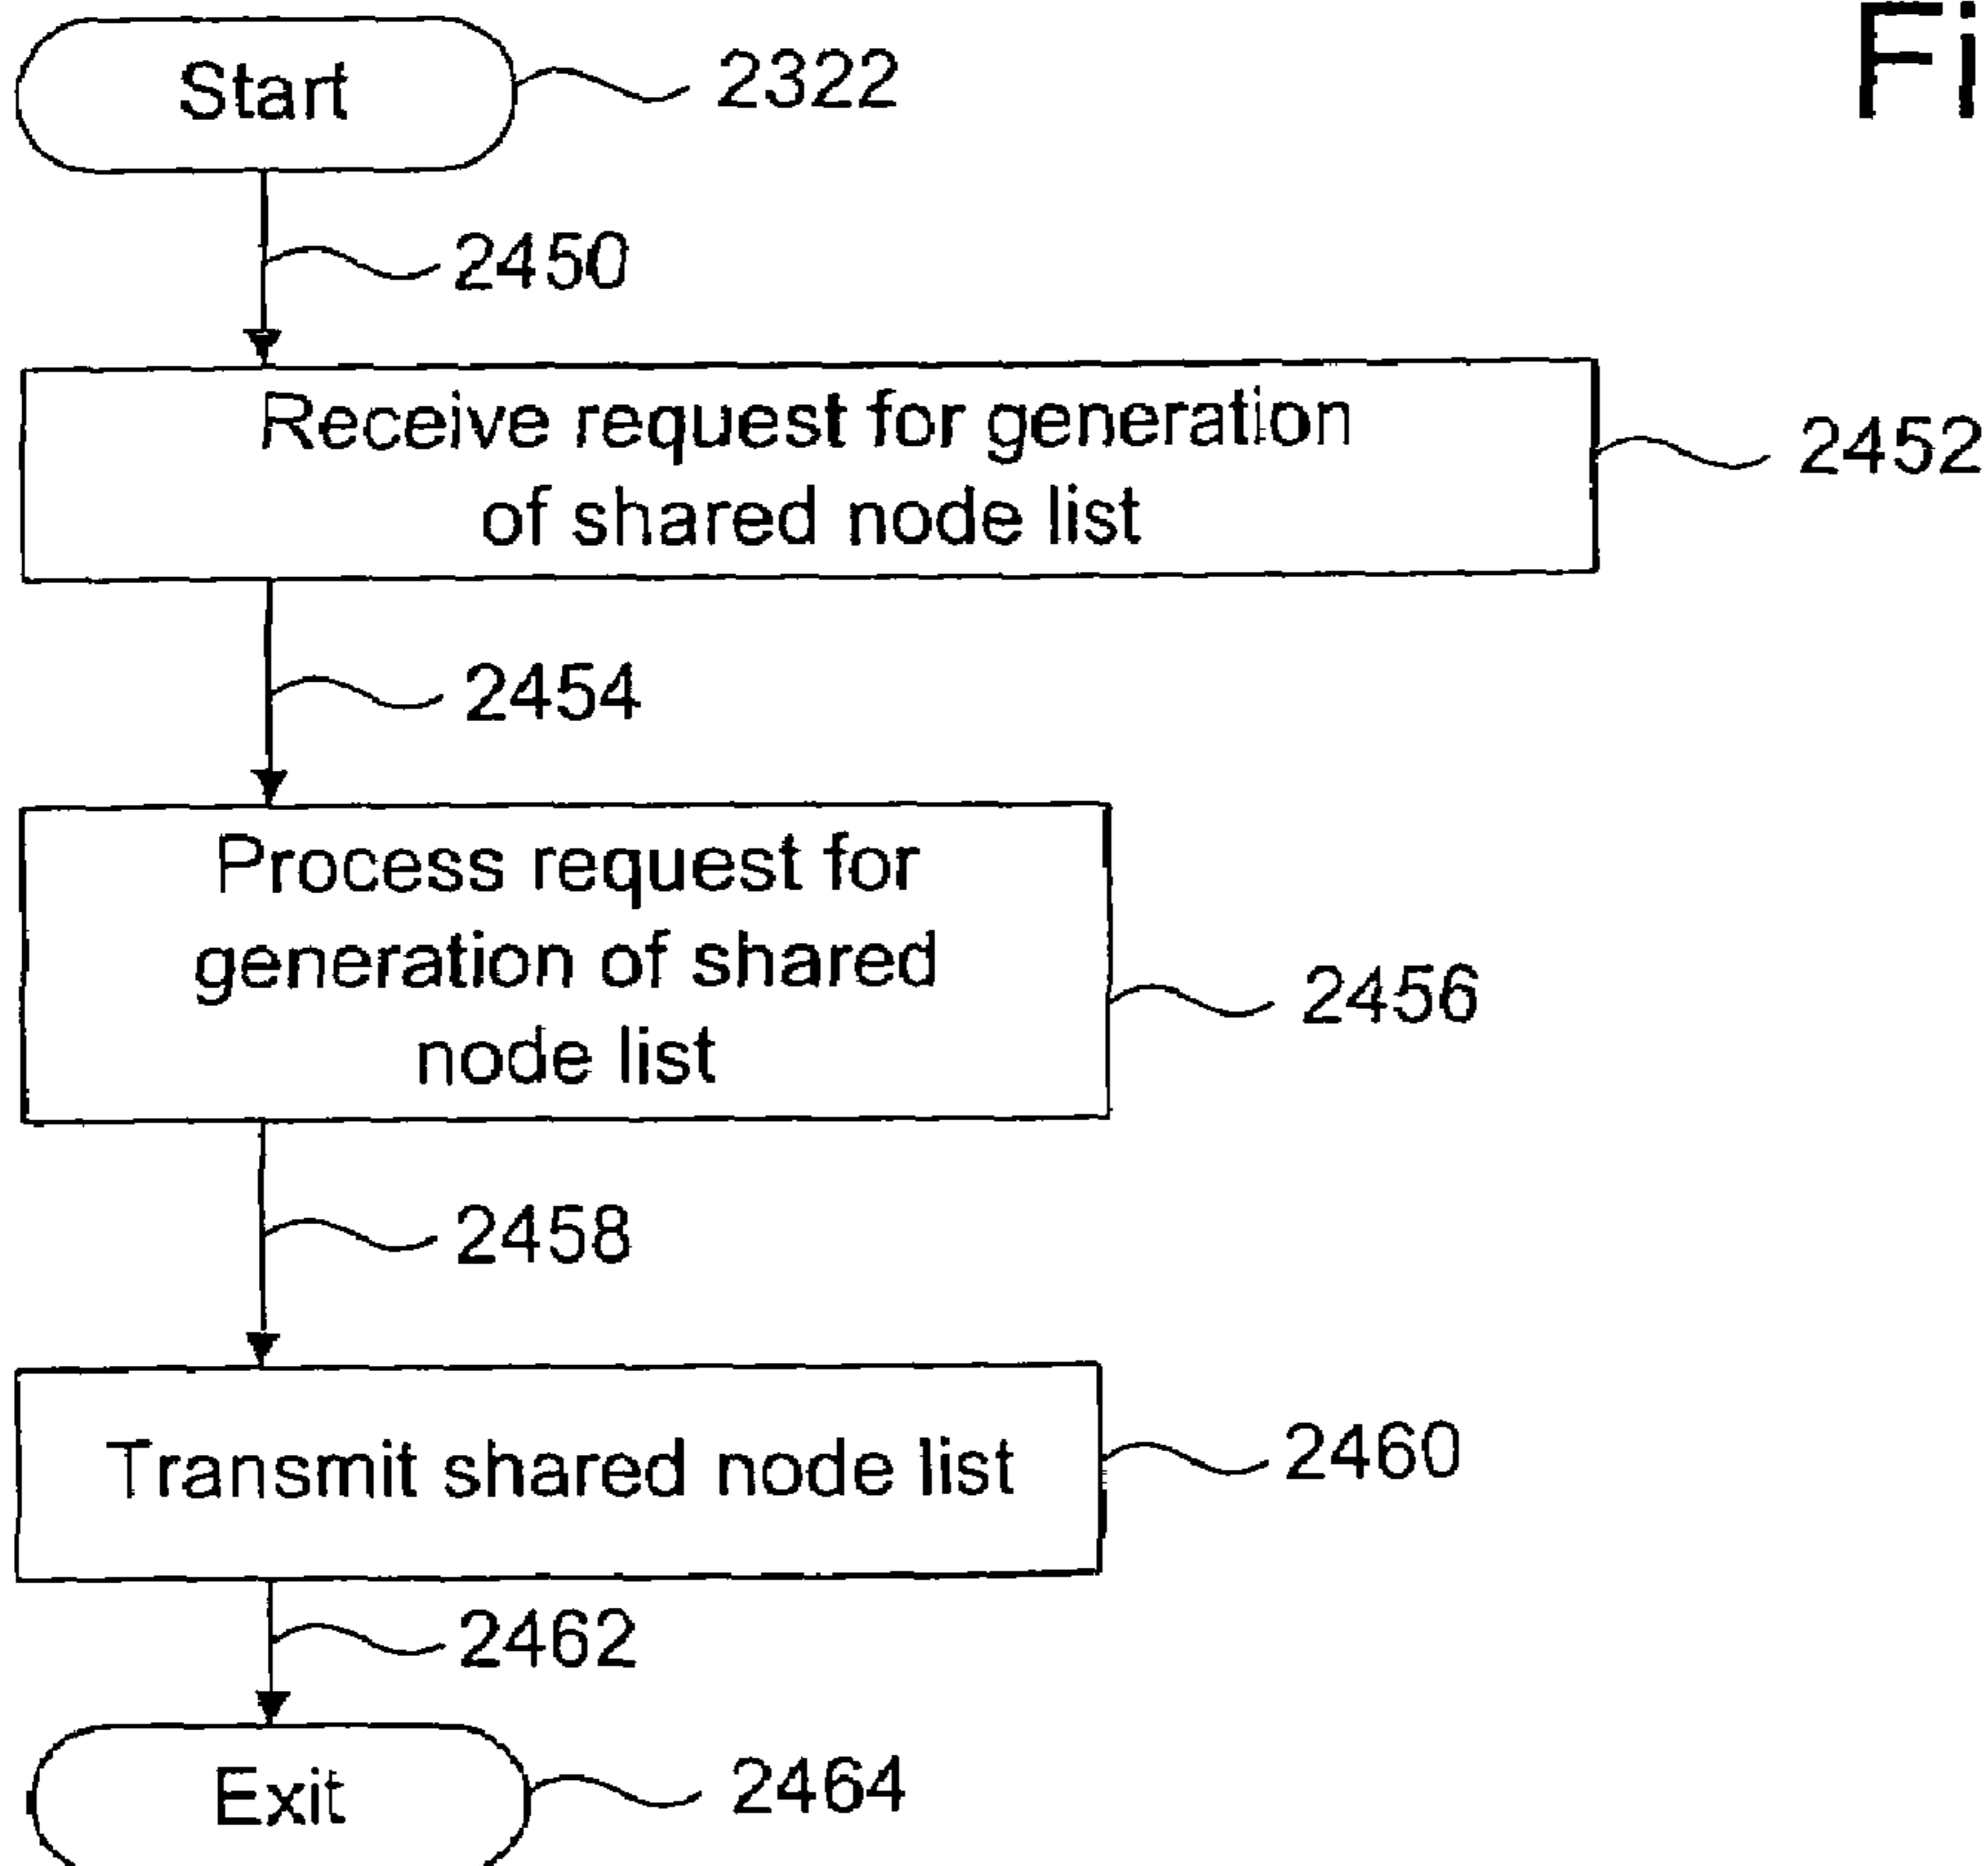 Fi
Start
2322
2450
Receive request for generation
of shared node list
2452
2454
Process request for
generation of shared
node list
2456
2458
Transmit shared node list
2460
2462
Exit
2464